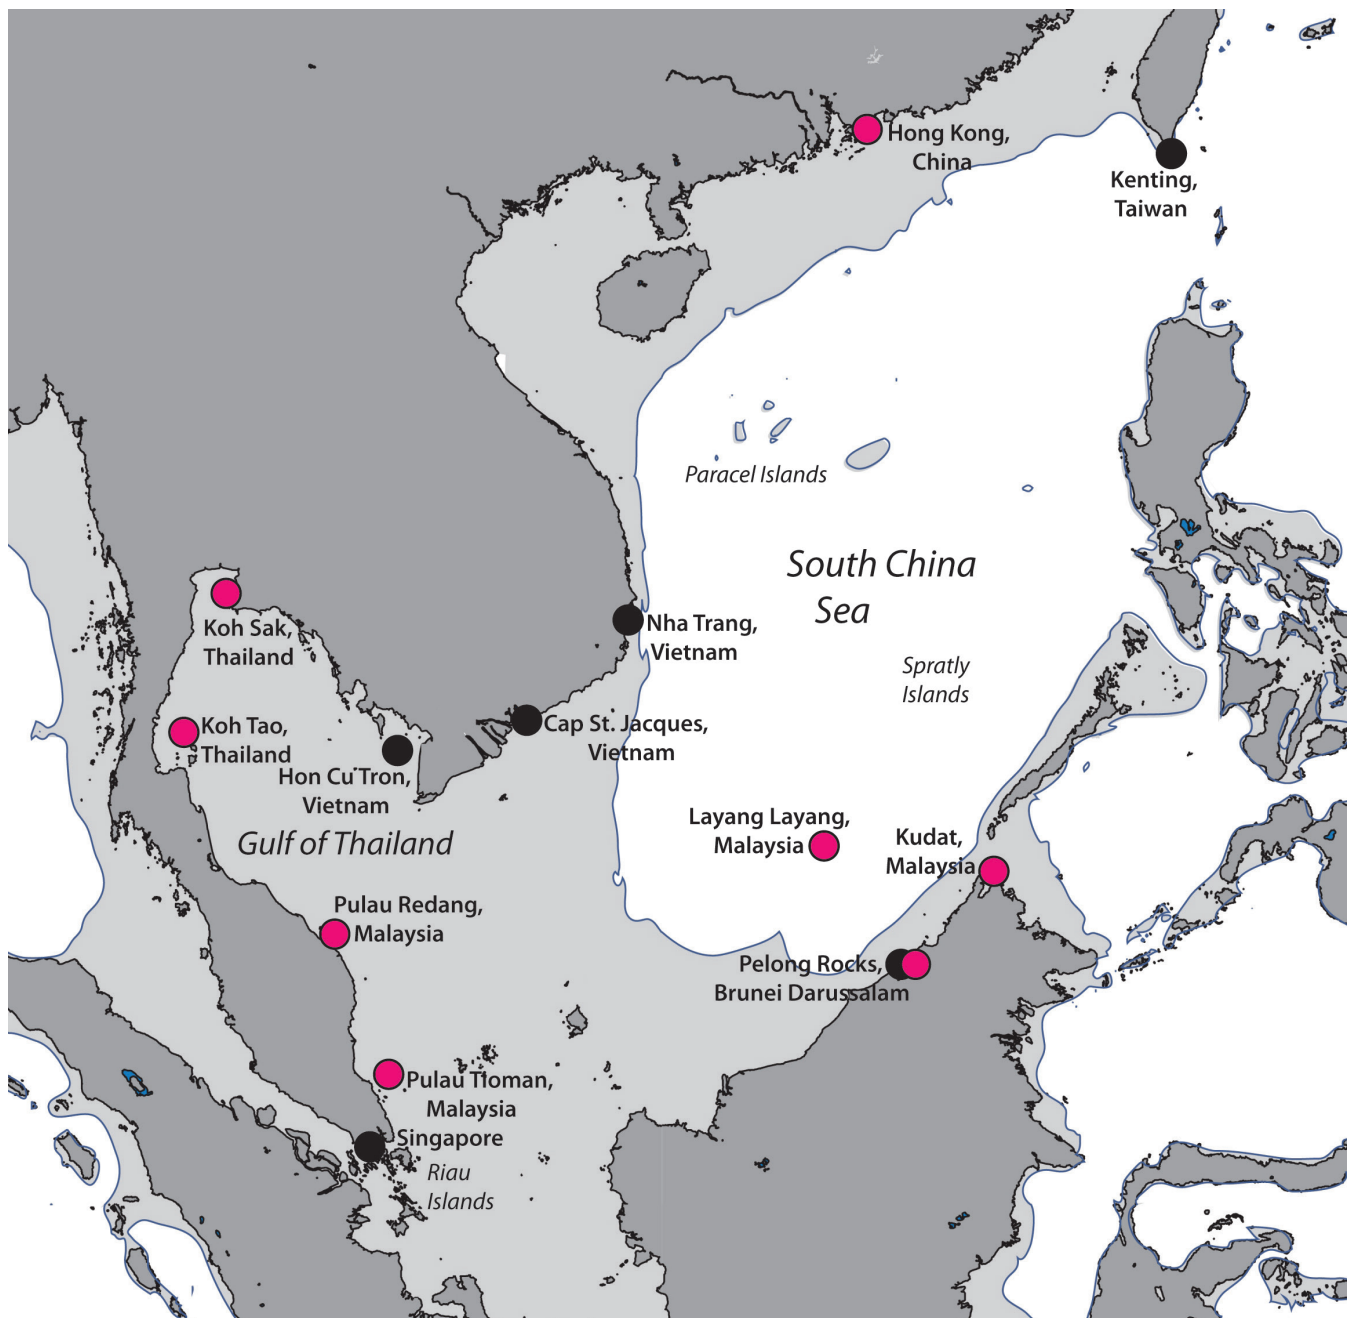 Hong Kong,
China
Kenting,
Taiwan
Paracel Islands
South China
Sea
Koh Sak,
Thailand
Nha Trang,
Vietnam
Spratly
Islands
Koh Tao,
Thailand
Cap St. Jacques,
Vietnam
Hon Cu Tron,
Vietnam
Gulf of Thailand
Layang Layang,
Malaysia
Kudat,
Malaysia
Pulau Redang,
Malaysia
Pelong Rocks,
Brunei Darussalam
Pulau Tioman,
Malaysia
Singapore
Riau
Islands